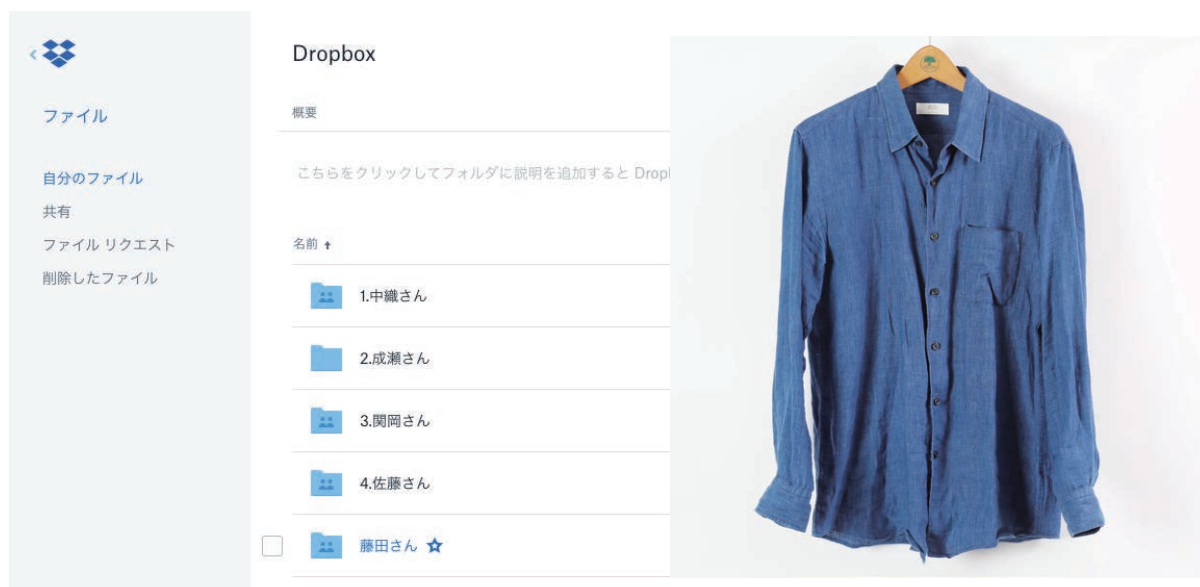 Dropbox
ファイル
概要
自分のファイル
こちらをクリックしてフォルダに説明を追加すると Drop
共有
ファイル リクエスト
名前
削除したファイル
1.中織さん
2.成瀬さん
3.関岡さん
4.佐藤さん
藤田さん